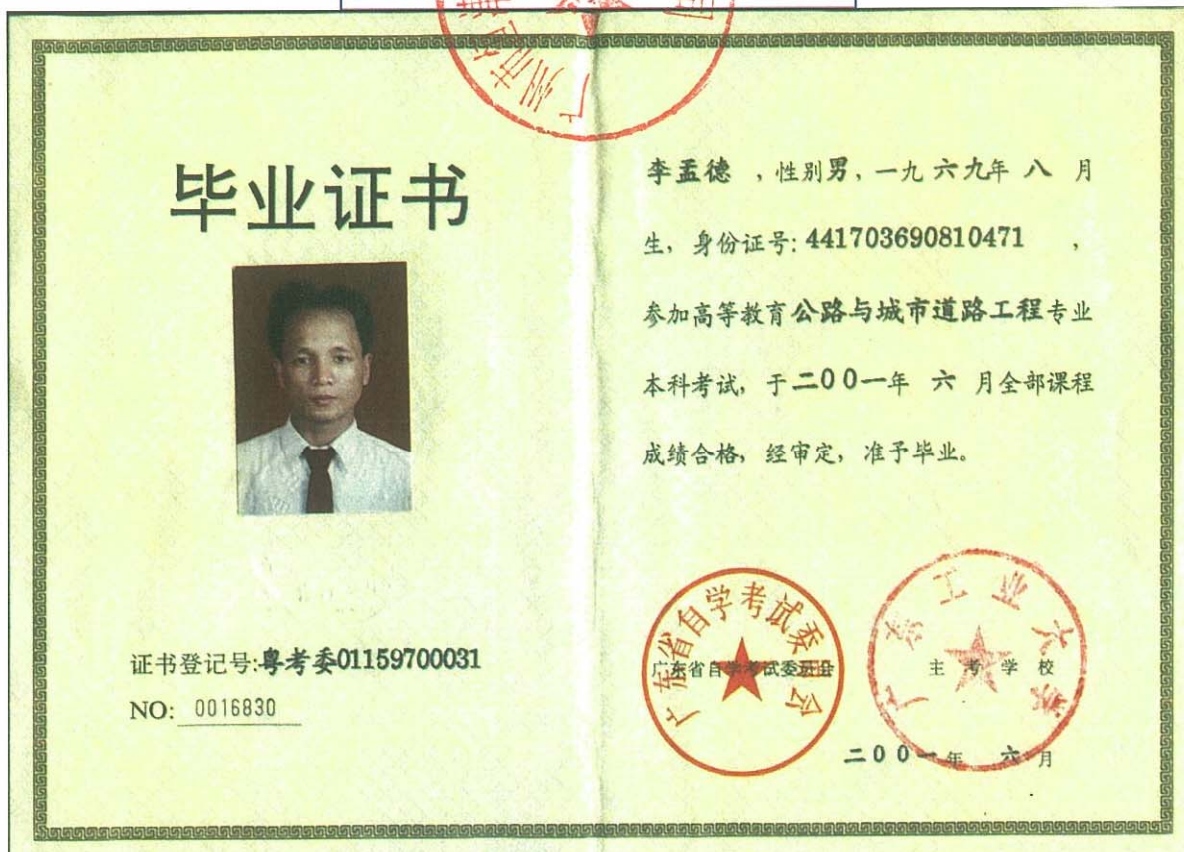 毕业证书
证书登记号:粤考委01159700031
NO: 0016830
李孟德 ,性别男,一九六九年 八 月
生, 身份证号: 441703690810471 ,
参加高等教育公路与城市道路工程专业
本科考试, 于二00一年 六 月全部课程
成绩合格, 经审定, 准予毕业。
广东省自学考试委员会
广东省自学考试委员会
广东工业大学
主考学校
二00一年 六 月
广州市